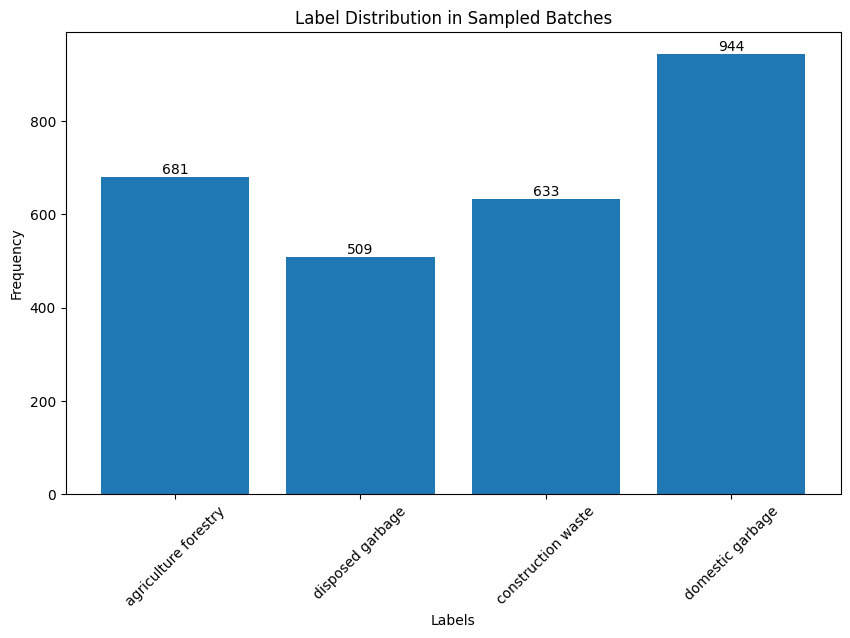 Label Distribution in Sampled Batches
944
800
681
633
600
509
Frequency
400
200
0
agriculture forestry
disposed garbage
construction waste
domestic garbage
Labels